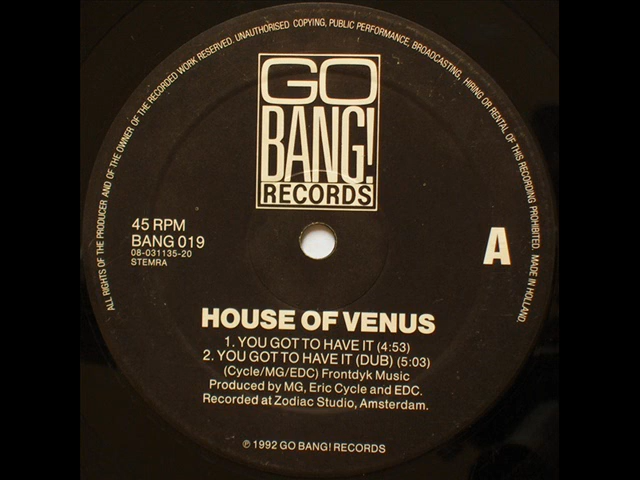 ALL RIGHTS OF THE PRODUCER AND OF THE OWNER OF THE RECORDED WORK RESERVED. UNAUTHORISED COPYING, PUBLIC PERFORMANCE, BROADCASTING, HIRING OR RENTAL OF THIS RECORDING PROHIBITED. MADE IN HOLLAND.
GO
BANG!
RECORDS
45 RPM
BANG 019
08-031135-20
STEMRA
A
HOUSE OF VENUS
1. YOU GOT TO HAVE IT (4:53)
2. YOU GOT TO HAVE IT (DUB) (5:03)
(Cycle/MG/EDC) Frontdyk Music
Produced by MG, Eric Cycle and EDC.
Recorded at Zodiac Studio, Amsterdam.
℗ 1992 GO BANG! RECORDS